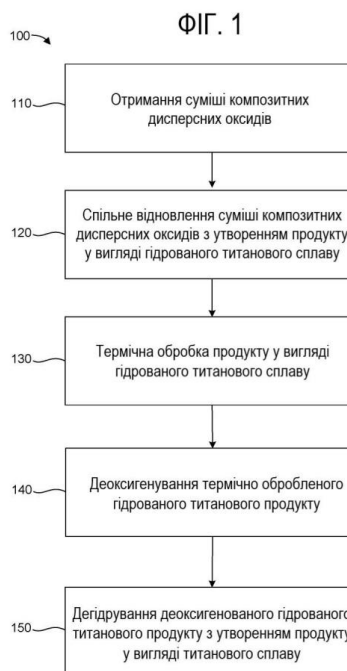 ФІГ. 1
100
110
Отримання суміші композитних
дисперсних оксидів
120
Спільне відновлення суміші композитних
дисперсних оксидів з утворенням продукту
у вигляді гідрованого титанового сплаву
130
Термічна обробка продукту у вигляді
гідрованого титанового сплаву
140
Деоксигенування термічно обробленого
гідрованого титанового продукту
150
Дегідрування деоксигенованого гідрованого
титанового продукту з утворенням продукту
у вигляді титанового сплаву